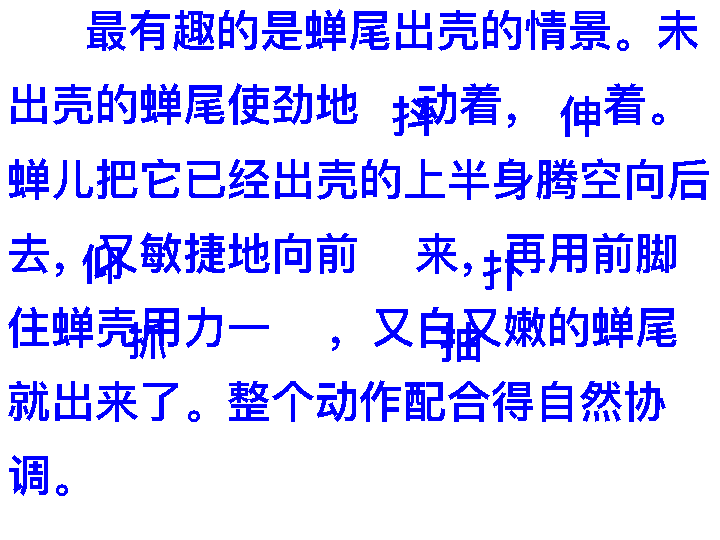 最有趣的是蝉尾出壳的情景。未
出壳的蝉尾使劲地抖动着，伸着。
蝉儿把它已经出壳的上半身腾空向后
仰去，又敏捷地向前扑来，再用前脚
抓住蝉壳用力一抽，又白又嫩的蝉尾
就出来了。整个动作配合得自然协
调。